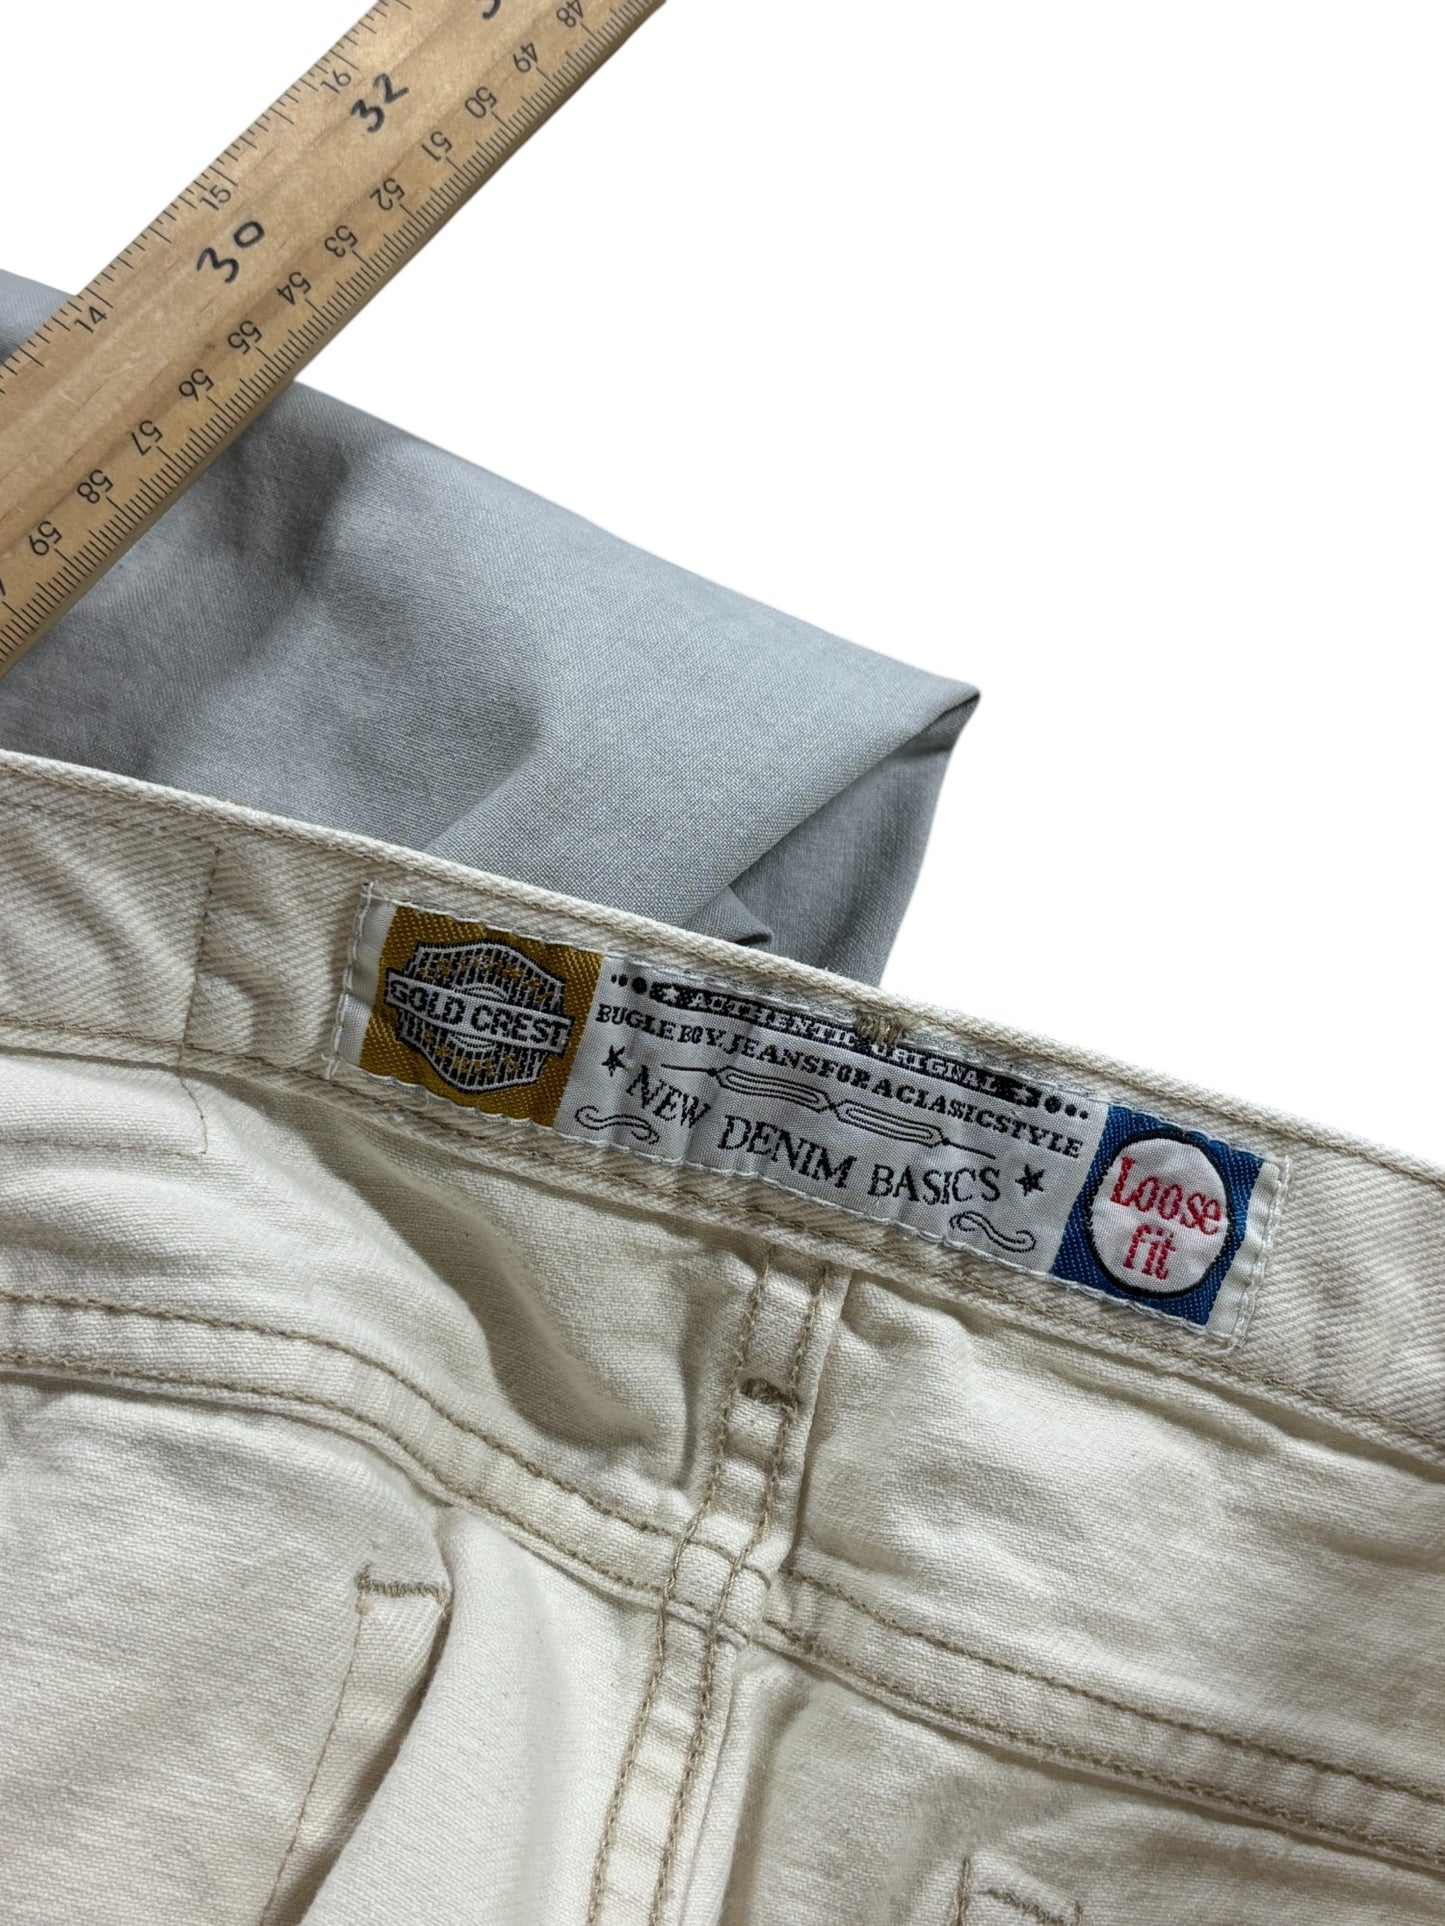 48
16
32
49
50
51
15
52
30
53
54
14
55
56
57
58
59
GOLD CREST
AUTHENTIC ORIGINAL
BUGLE BOY JEANS FOR A CLASIC STYLE
NEW DENIM BASICS
Loose
fit